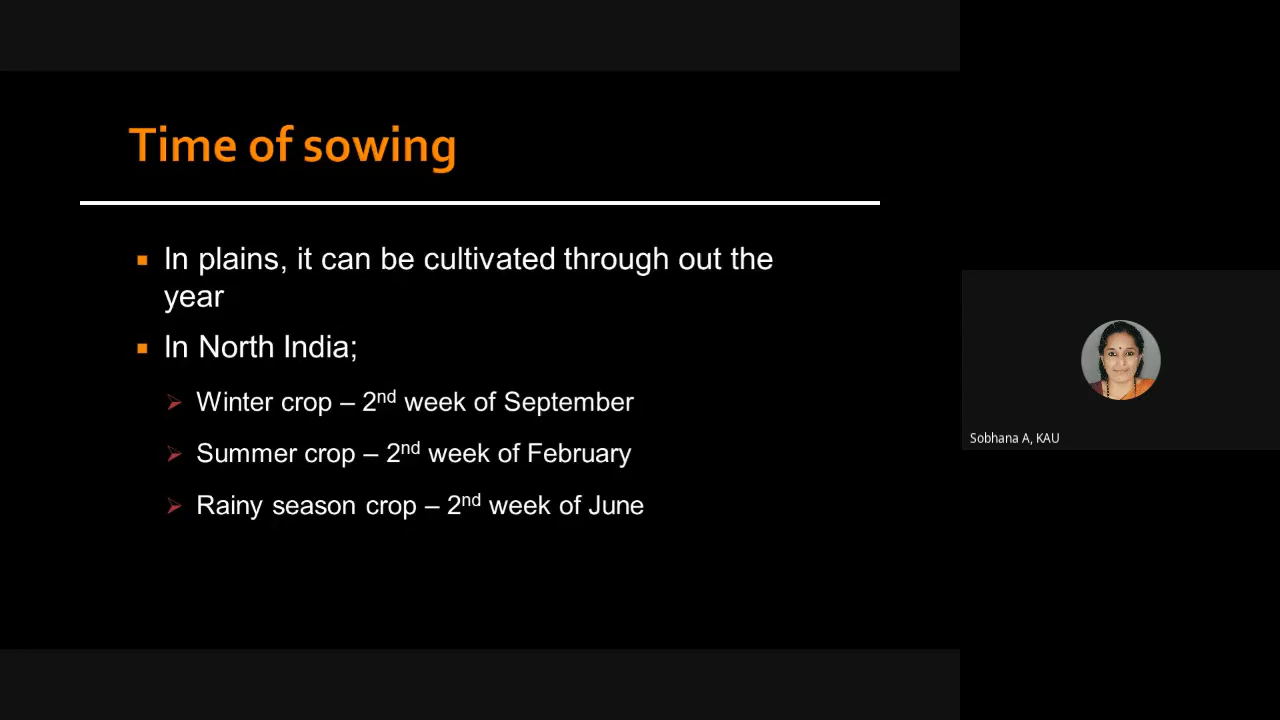 Time of sowing
In plains, it can be cultivated through out the
year
In North India;
Winter crop – 2nd week of September
Summer crop – 2nd week of February
Rainy season crop – 2nd week of June
Sobhana A, KAU